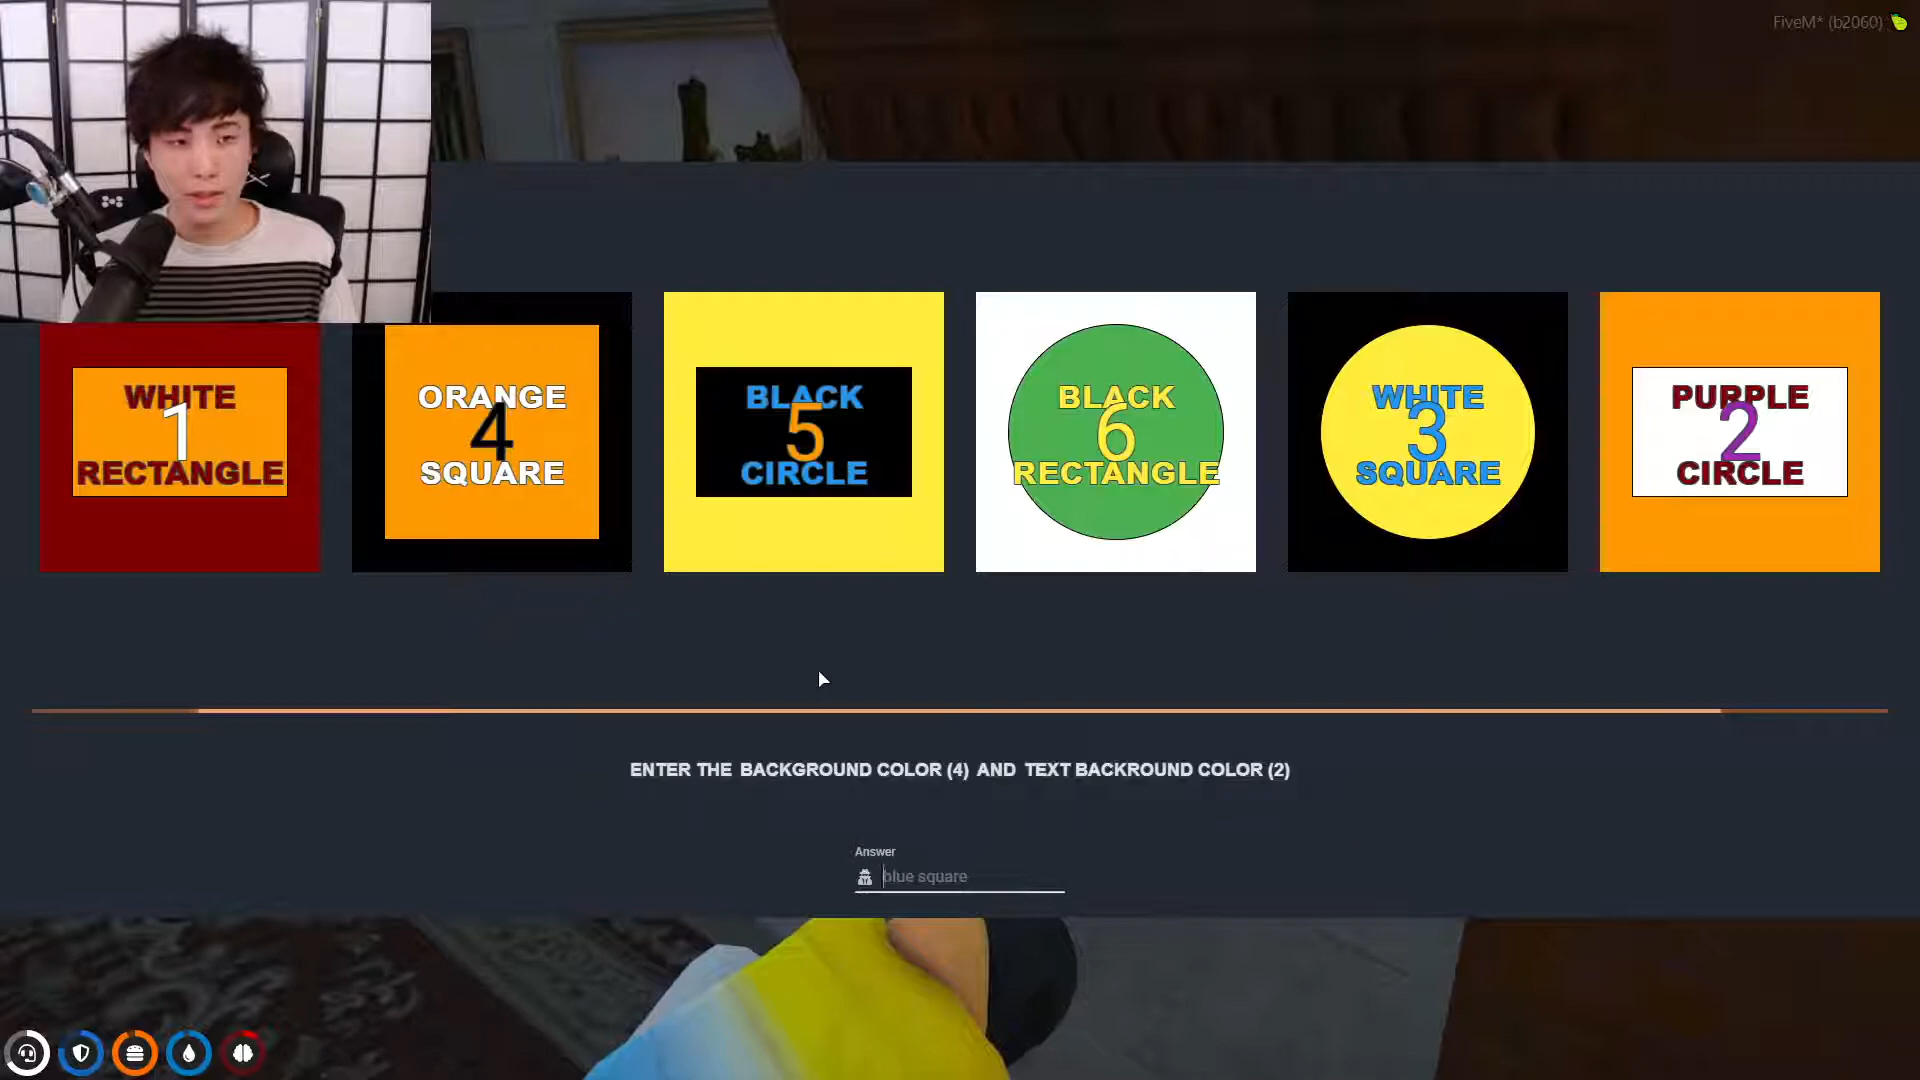 FiveM* (b2060)
WHITE
1
RECTANGLE
ORANGE
4
SQUARE
BLACK
5
CIRCLE
BLACK
6
RECTANGLE
WHITE
3
SQUARE
PURPLE
2
CIRCLE
ENTER THE BACKGROUND COLOR (4) AND TEXT BACKROUND COLOR (2)
Answer
blue square